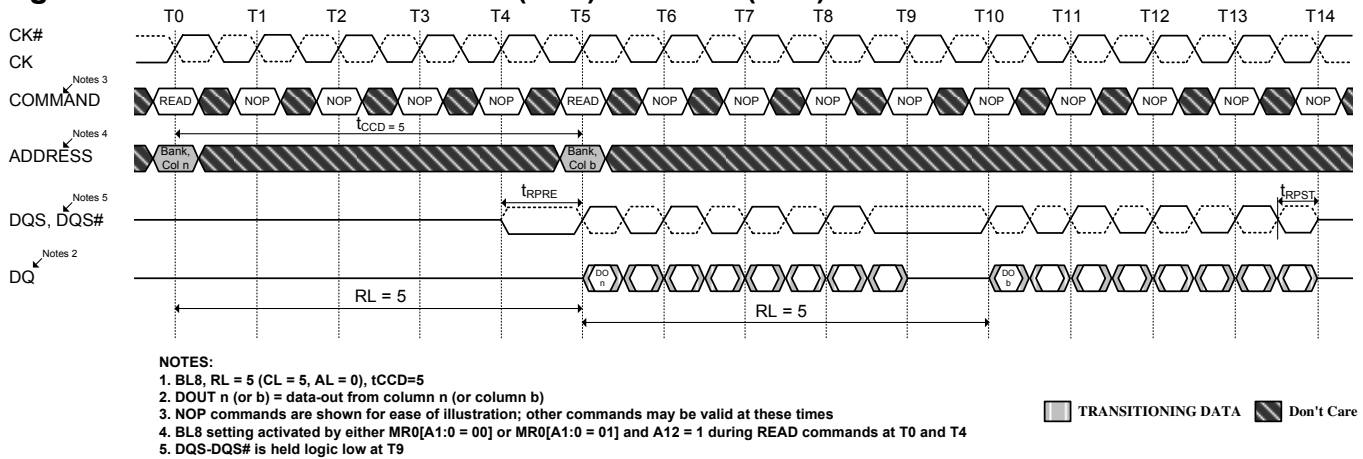 T0 T1 T2 T3 T4 T5 T6 T7 T8 T9 T10 T11 T12 T13 T14
CK#
CK
Notes 3
COMMAND READ NOP NOP NOP NOP READ NOP NOP NOP NOP NOP NOP NOP NOP NOP
tCCD = 5
Notes 4
ADDRESS Bank, Col n Bank, Col b
tRPRE tRPST
Notes 5
DQS, DQS#
Notes 2
DQ DO n DO b
RL = 5
RL = 5
NOTES:
1. BL8, RL = 5 (CL = 5, AL = 0), tCCD=5
2. DOUT n (or b) = data-out from column n (or column b)
3. NOP commands are shown for ease of illustration; other commands may be valid at these times
4. BL8 setting activated by either MR0[A1:0 = 00] or MR0[A1:0 = 01] and A12 = 1 during READ commands at T0 and T4
5. DQS-DQS# is held logic low at T9
TRANSITIONING DATA Don't Care